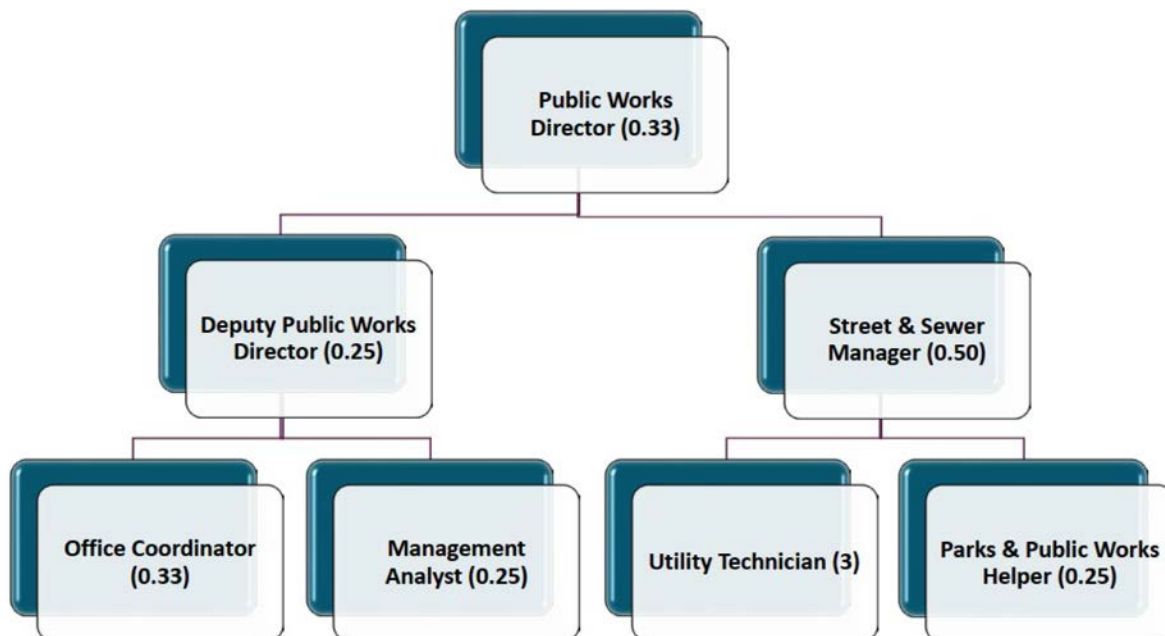 Public Works
Director (0.33)
Deputy Public Works
Director (0.25)
Street & Sewer
Manager (0.50)
Office Coordinator
(0.33)
Management
Analyst (0.25)
Utility Technician (3)
Parks & Public Works
Helper (0.25)